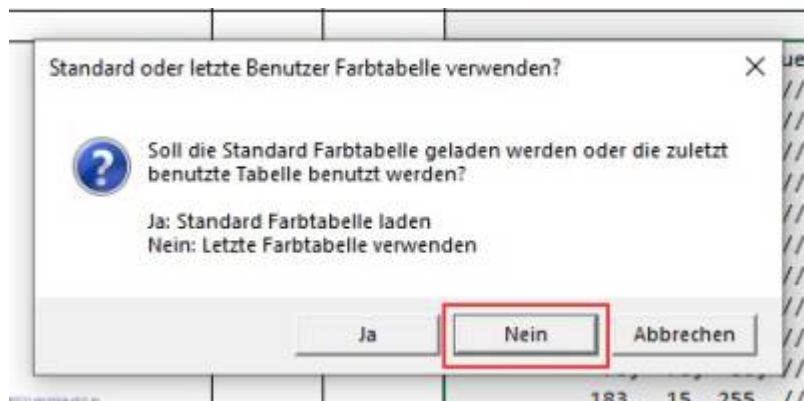 Standard oder letzte Benutzer Farbtabelle verwenden?
Soll die Standard Farbtabelle geladen werden oder die zuletzt
benutzte Tabelle benutzt werden?
Ja: Standard Farbtabelle laden
Nein: Letzte Farbtabelle verwenden
Ja Nein Abbrechen
183, 15, 255, //